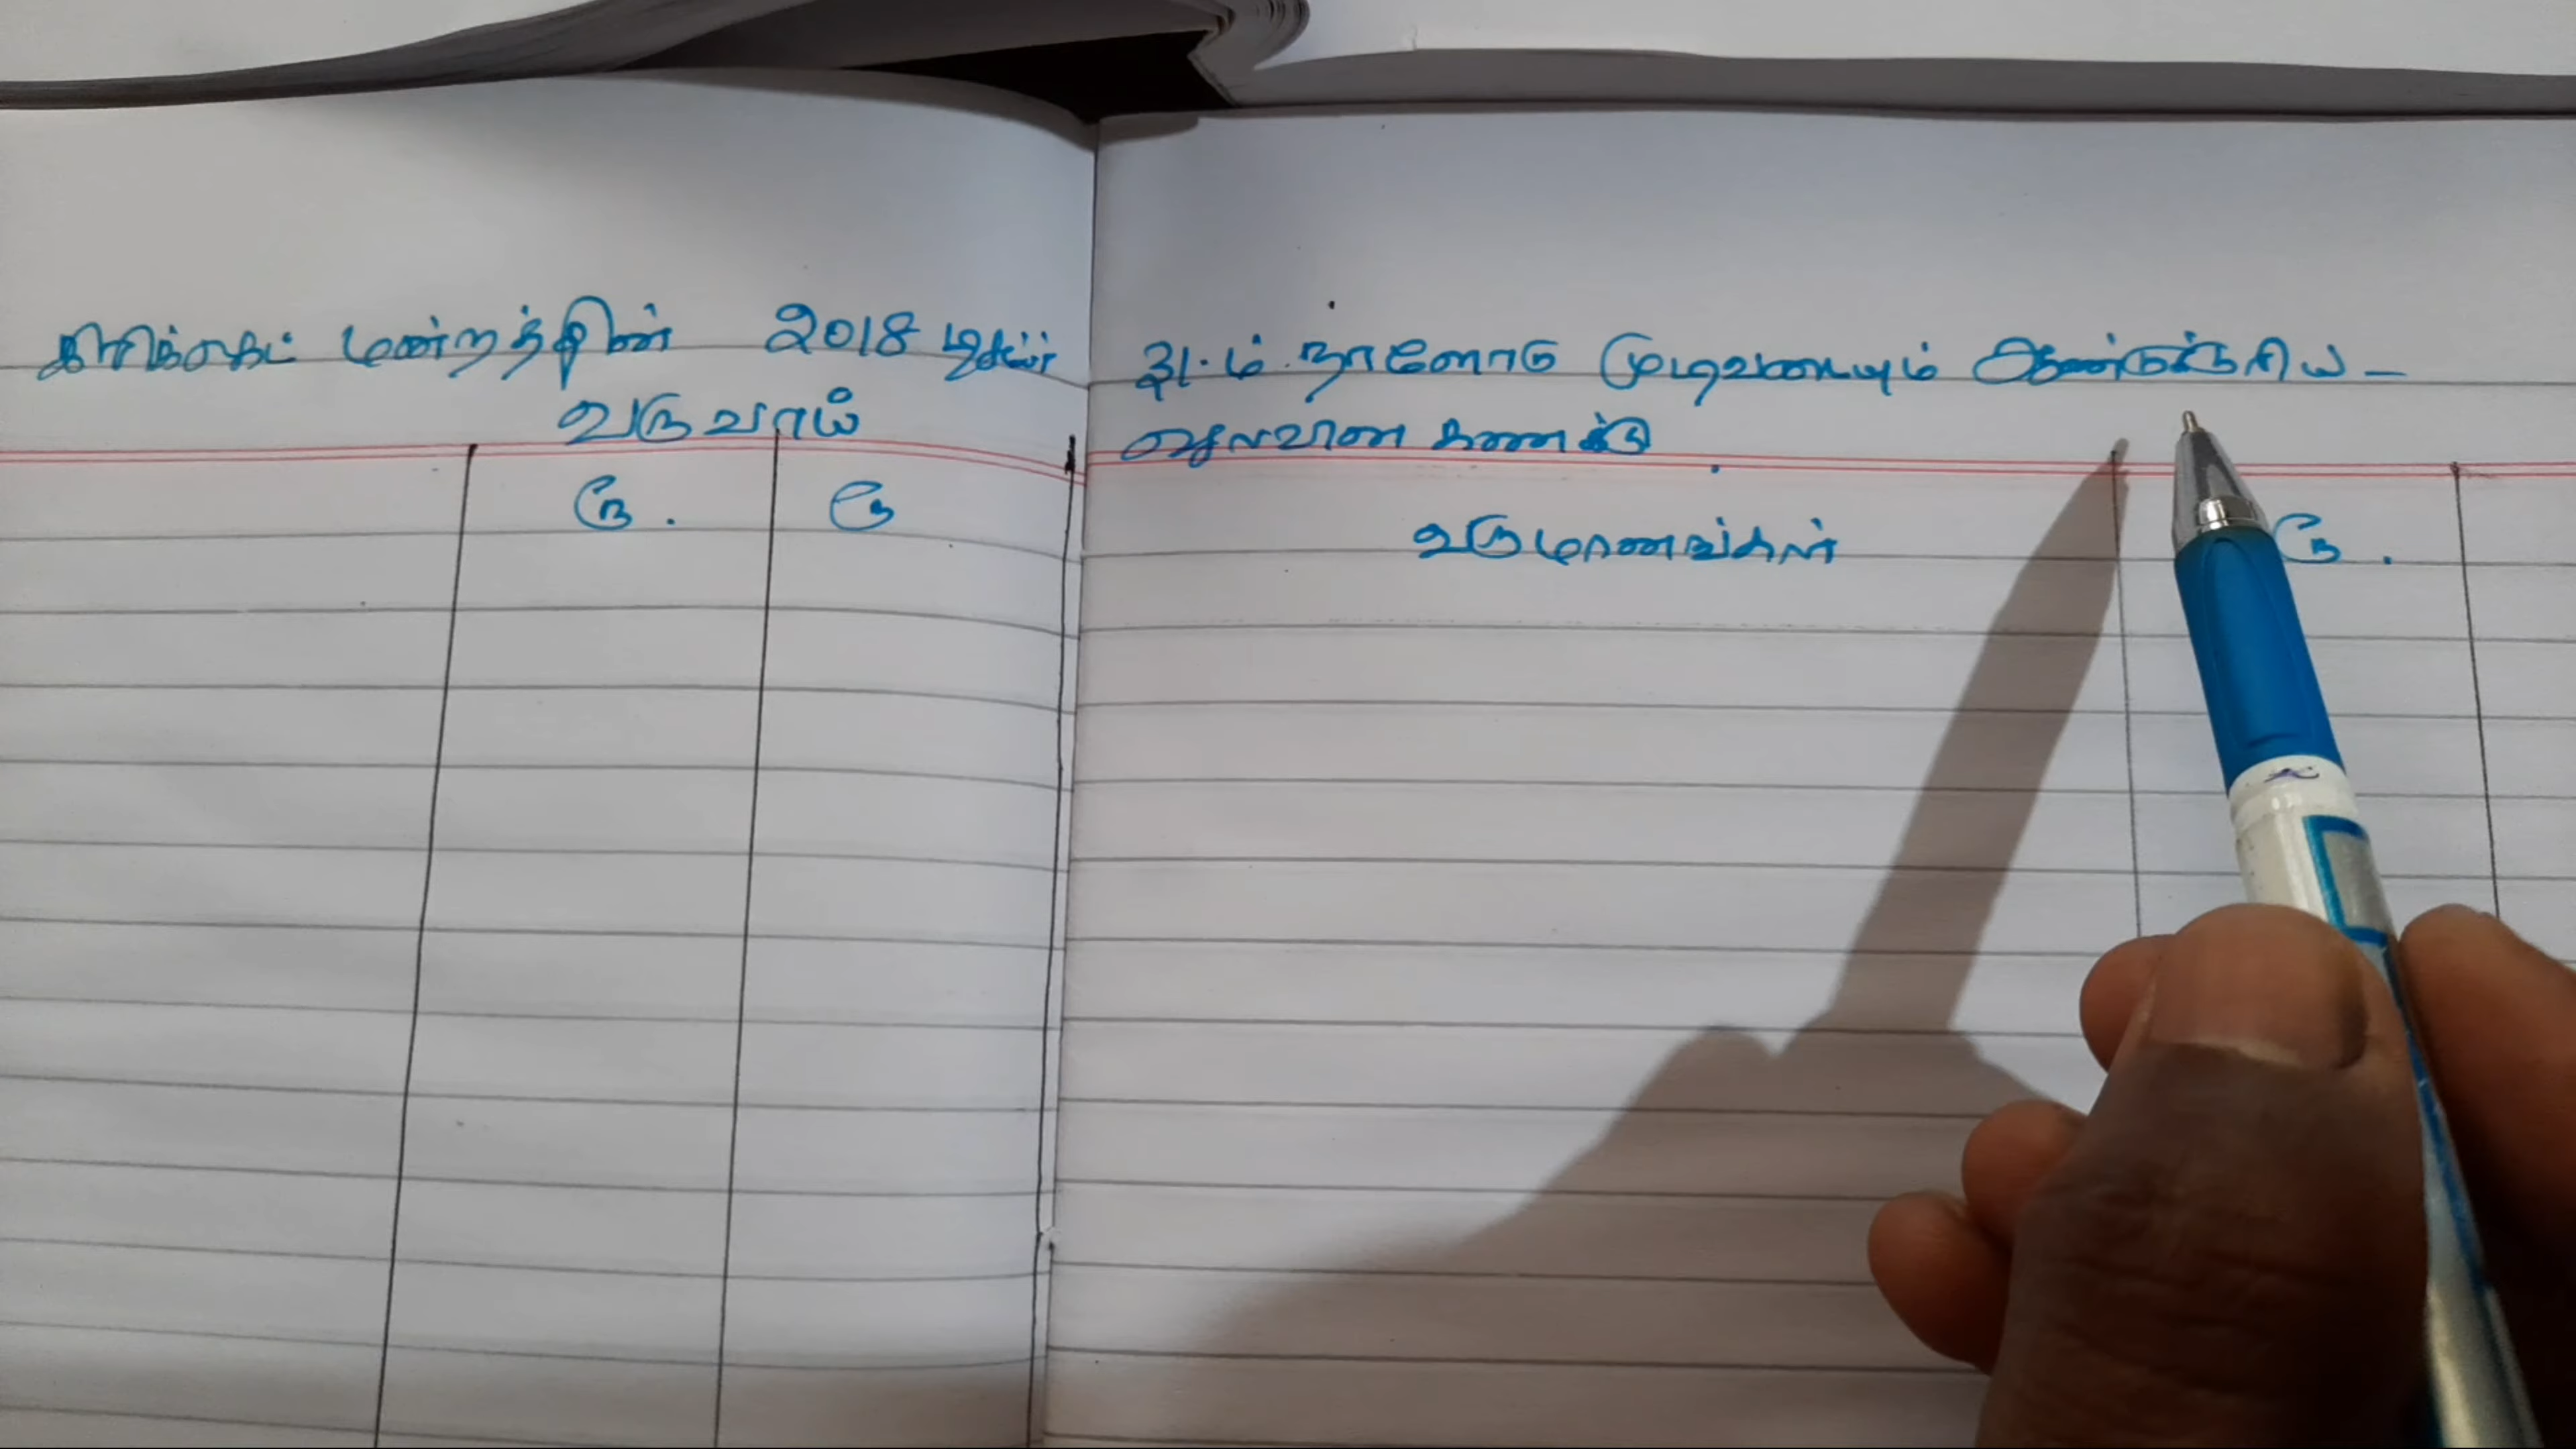 கிரிக்கெட் மன்றத்தின் 2018 டிசம்பர் 31.ம் நாளோடு முடிவடையும் ஆண்டுக்குரிய -
வருவாய் செலவின கணக்கு
ரூ. ரூ வருமானங்கள் ரூ.